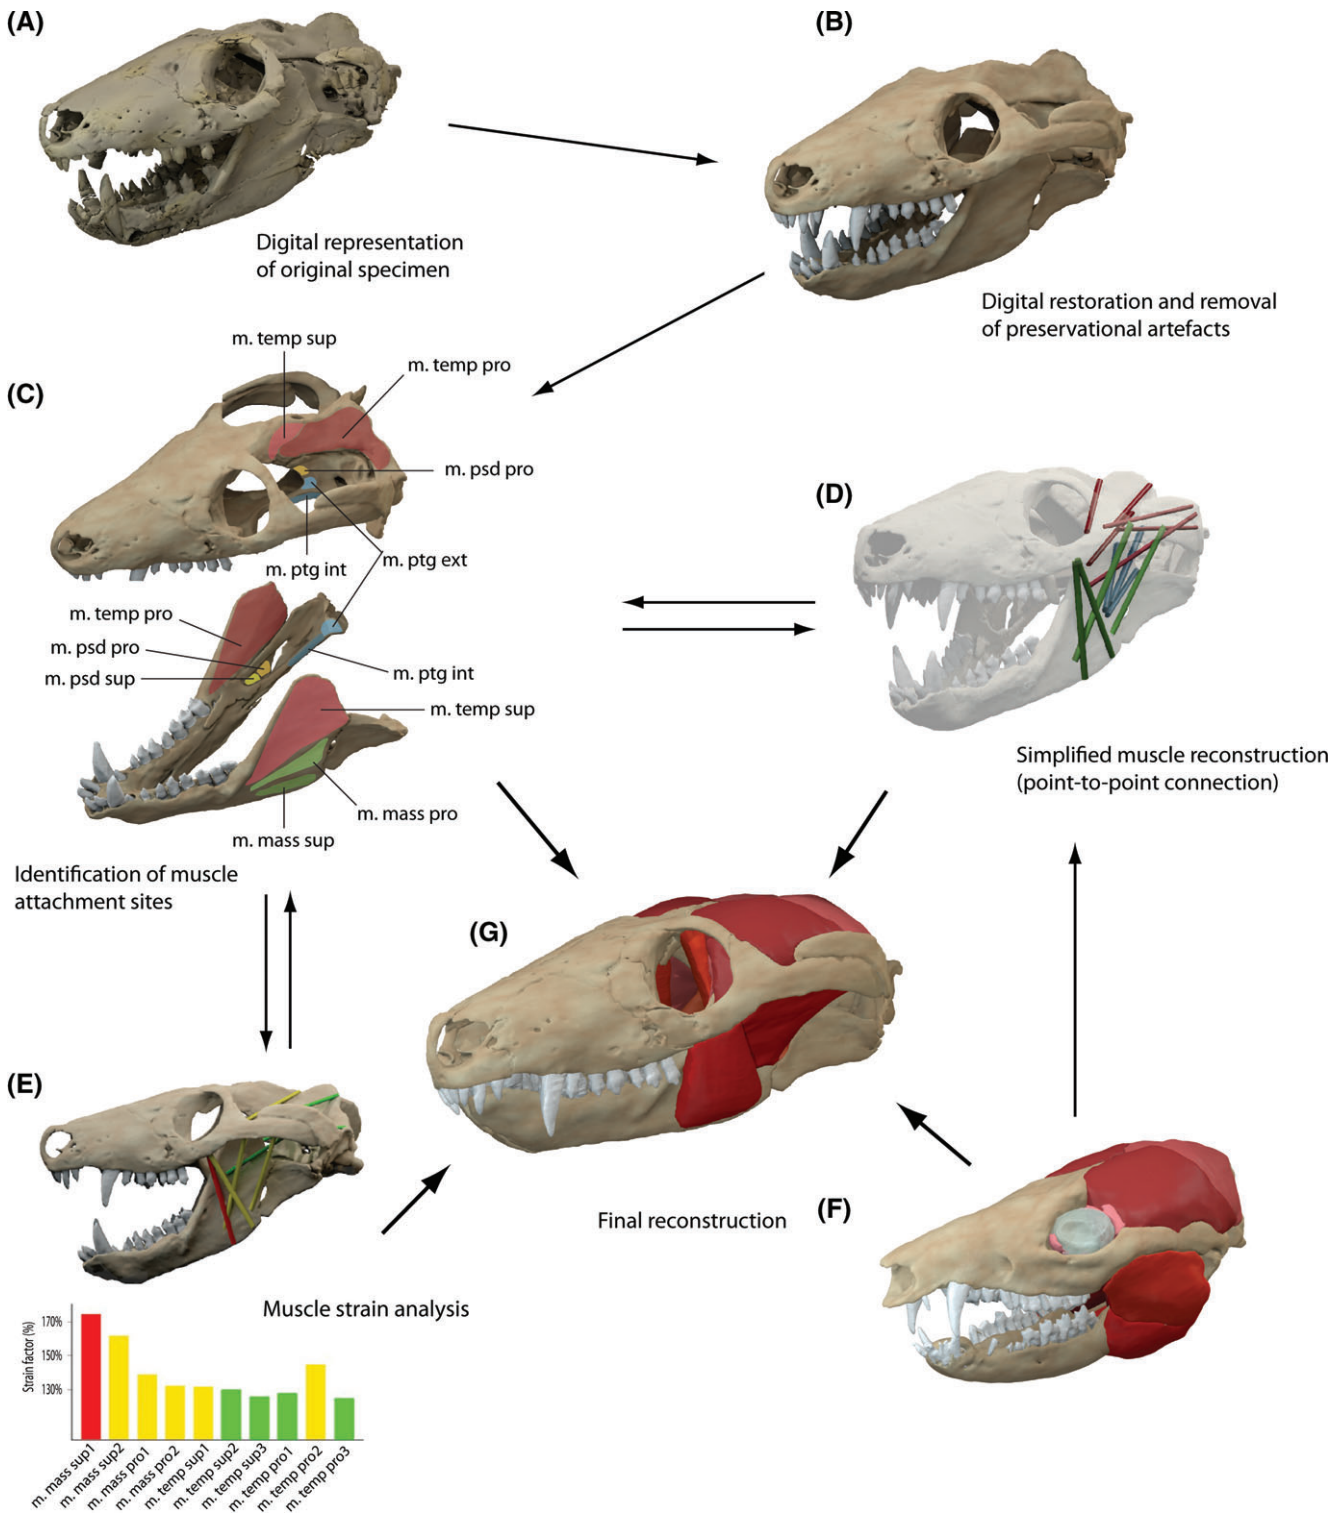 (A)
Digital representation
of original specimen
(B)
Digital restoration and removal
of preservational artefacts
(C)
m. temp sup
m. temp pro
m. psd pro
m. ptg int
m. ptg ext
m. temp pro
m. psd pro
m. psd sup
m. ptg int
m. temp sup
m. mass pro
m. mass sup
Identification of muscle
attachment sites
(D)
Simplified muscle reconstruction
(point-to-point connection)
(G)
Final reconstruction
(E)
Muscle strain analysis
Strain factor (%)
170%
150%
130%
m. mass sup1
m. mass sup2
m. mass pro1
m. mass pro2
m. temp sup1
m. temp sup2
m. temp sup3
m. temp pro1
m. temp pro2
m. temp pro3
(F)